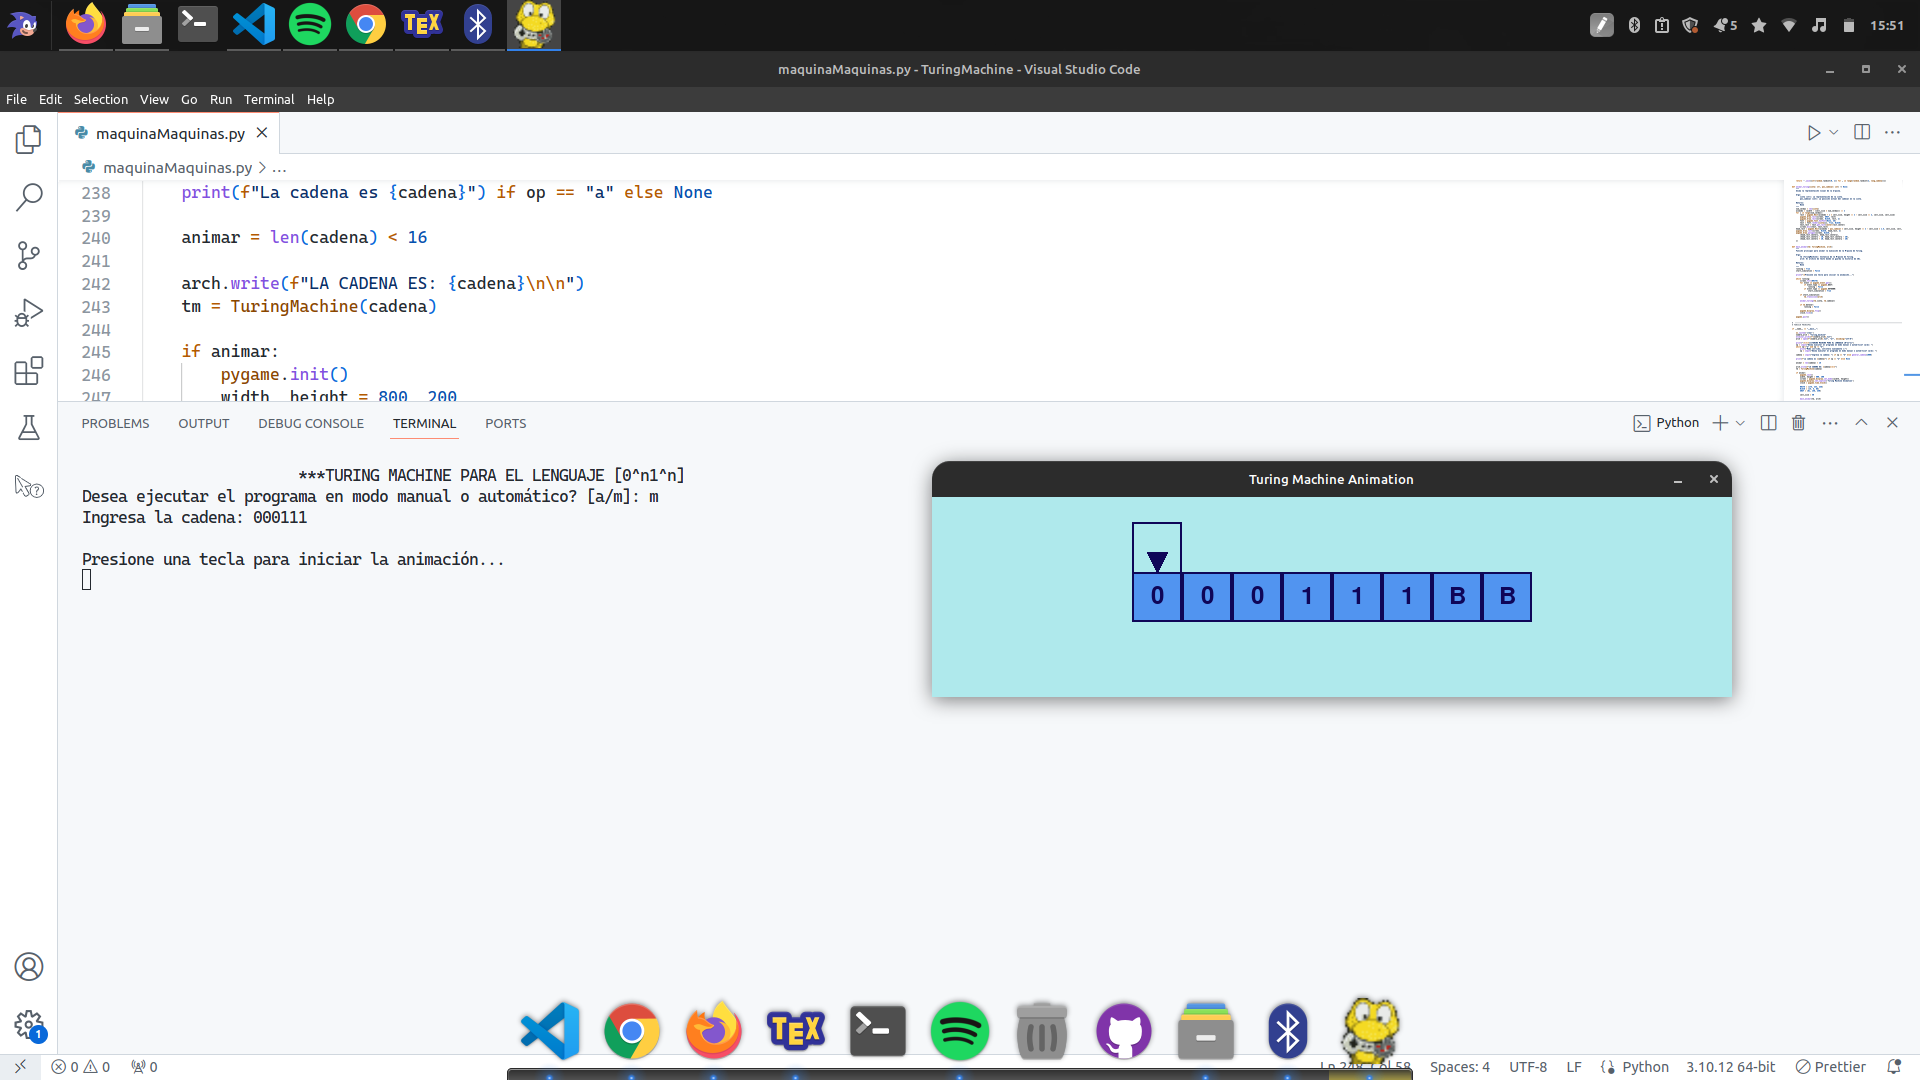 TEX
5
15:51
maquinaMaquinas.py - TuringMachine - Visual Studio Code
File Edit Selection View Go Run Terminal Help
maquinaMaquinas.py
maquinaMaquinas.py > ...
238 print(f"La cadena es {cadena}") if op == "a" else None
239
240 animar = len(cadena) < 16
241
242 arch.write(f"LA CADENA ES: {cadena}\n\n")
243 tm = TuringMachine(cadena)
244
245 if animar:
246 pygame.init()
247 width, height = 800, 200
PROBLEMS OUTPUT DEBUG CONSOLE TERMINAL PORTS
Python
***TURING MACHINE PARA EL LENGUAJE [0^n1^n]
Desea ejecutar el programa en modo manual o automático? [a/m]: m
Ingresa la cadena: 000111
Presione una tecla para iniciar la animación...
Turing Machine Animation
0 0 0 1 1 1 B B
1
TEX
0 0 0
Spaces: 4 UTF-8 LF Python 3.10.12 64-bit Prettier